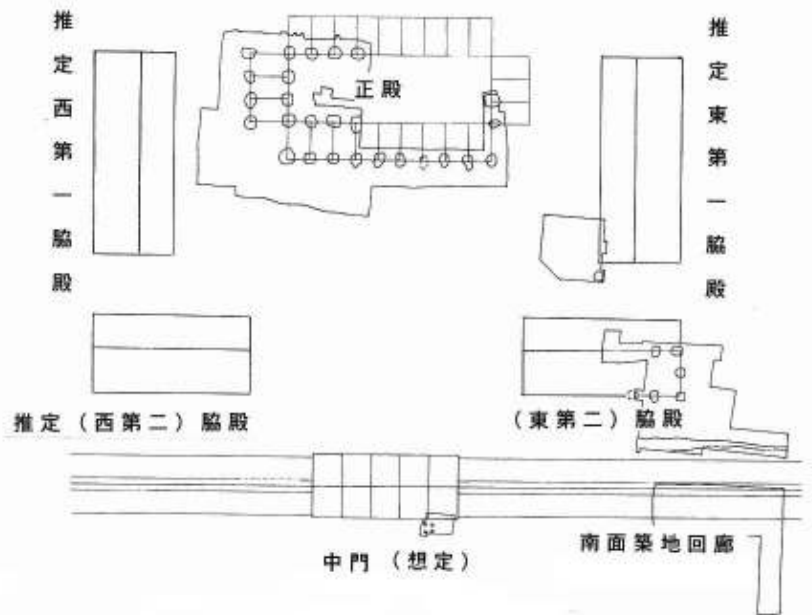 推定西第一脇殿
正殿
推定東第一脇殿
推定（西第二）脇殿
（東第二）脇殿
中門（想定）
南面築地回廊